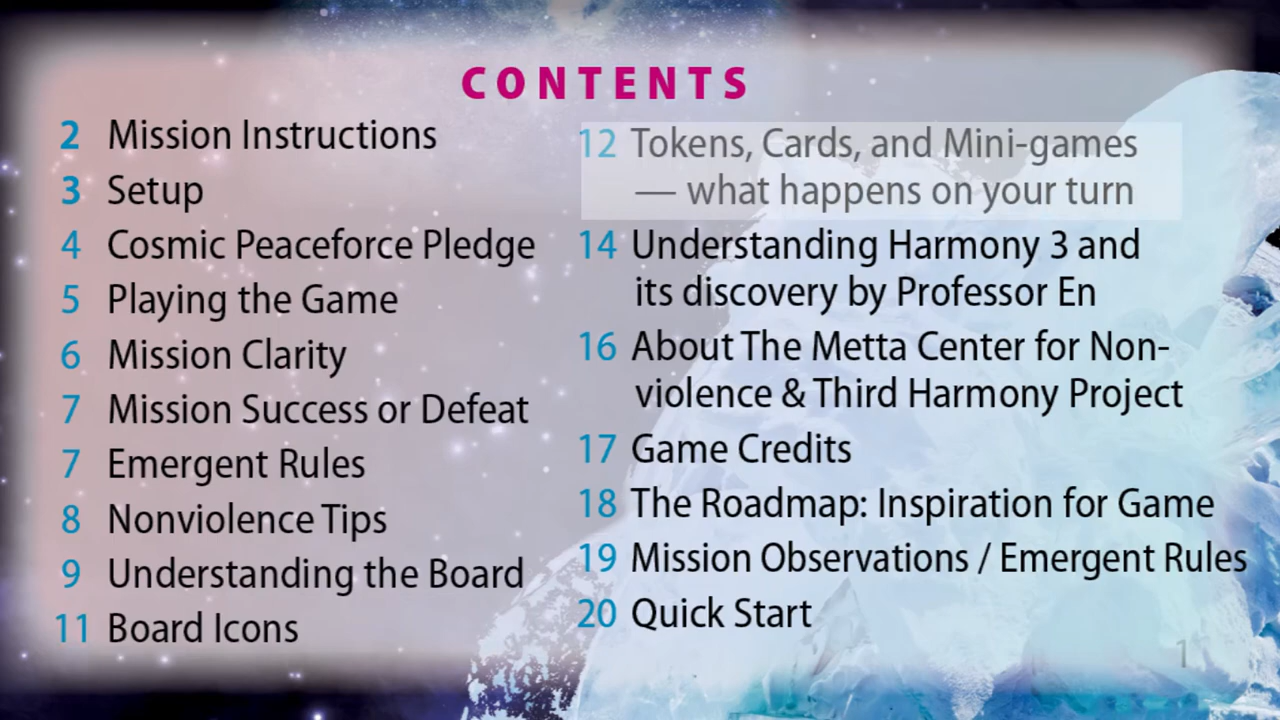 CONTENTS
2 Mission Instructions
3 Setup
4 Cosmic Peaceforce Pledge
5 Playing the Game
6 Mission Clarity
7 Mission Success or Defeat
7 Emergent Rules
8 Nonviolence Tips
9 Understanding the Board
11 Board Icons
12 Tokens, Cards, and Mini-games
— what happens on your turn
14 Understanding Harmony 3 and
its discovery by Professor En
16 About The Metta Center for Non-
violence & Third Harmony Project
17 Game Credits
18 The Roadmap: Inspiration for Game
19 Mission Observations / Emergent Rules
20 Quick Start
1